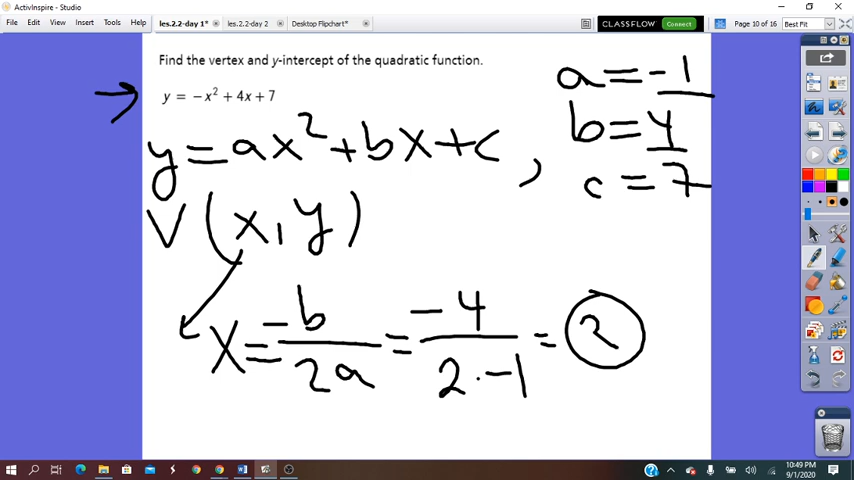 ActivInspire - Studio
File Edit View Insert Tools Help
les.2.2-day 1* les.2.2-day 2 Desktop Flipchart* CLASSFLOW Connect Page 10 of 16 Best Fit
Find the vertex and y-intercept of the quadratic function.
y = −x² + 4x + 7
a = -1
b = 4
y = ax² + bx + c , c = 7
V (x, y)
x = -b/2a = -4/2·-1 = 2
10:49 PM
9/1/2020